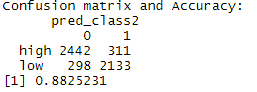 Confusion matrix and Accuracy:
pred_class2
0 1
high 2442 311
low 298 2133
[1] 0.8825231